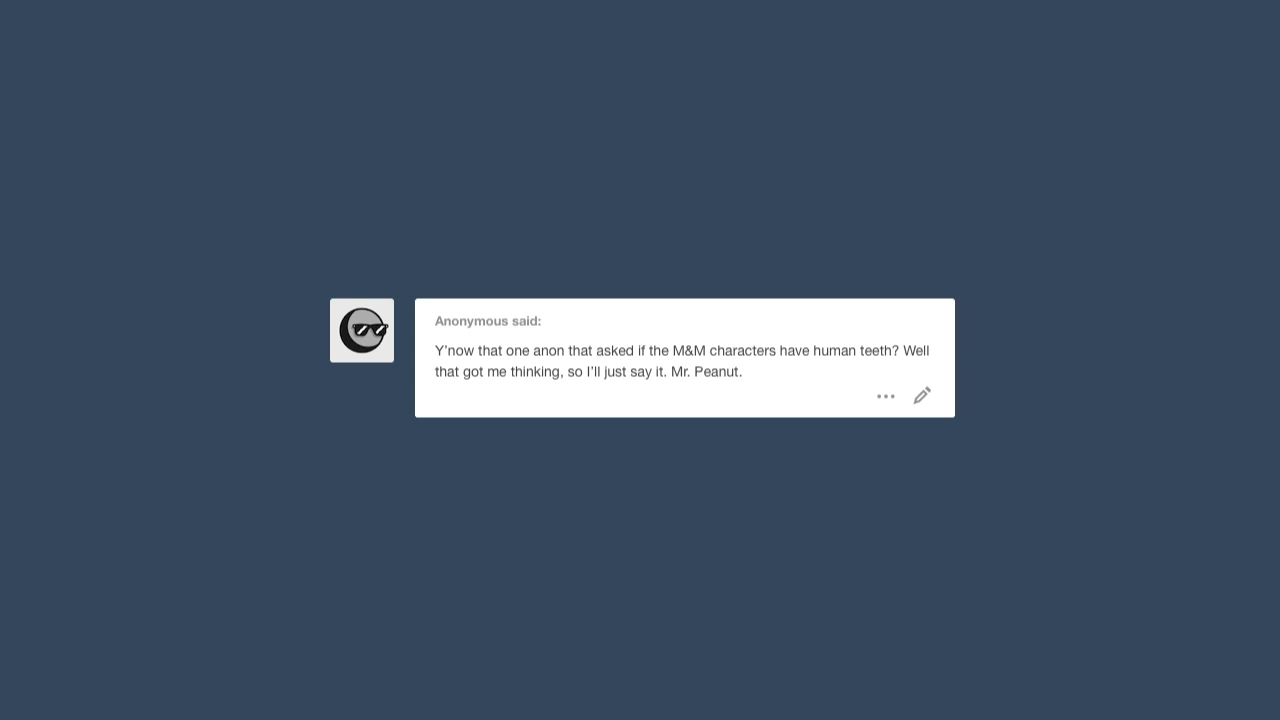 Anonymous said:
Y'now that one anon that asked if the M&M characters have human teeth? Well
that got me thinking, so I'll just say it. Mr. Peanut.